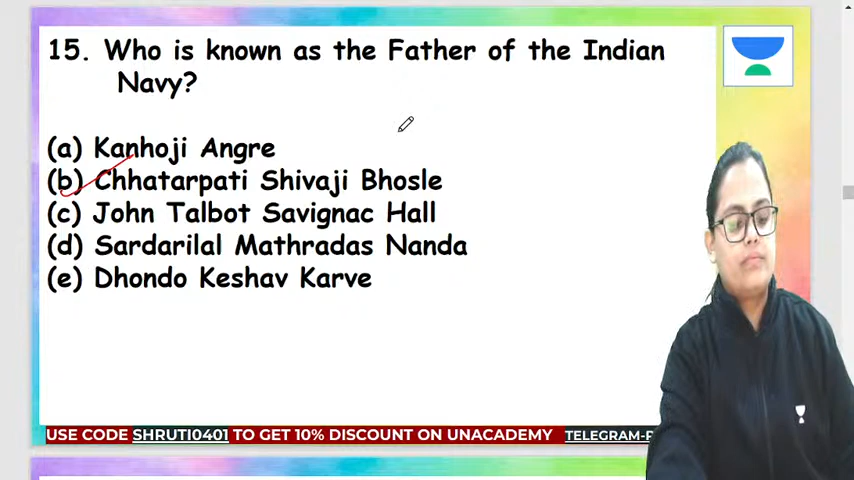 15. Who is known as the Father of the Indian
Navy?
(a) Kanhoji Angre
(b) Chhatarpati Shivaji Bhosle
(c) John Talbot Savignac Hall
(d) Sardarilal Mathradas Nanda
(e) Dhondo Keshav Karve
USE CODE SHRUTI0401 TO GET 10% DISCOUNT ON UNACADEMY TELEGRAM-